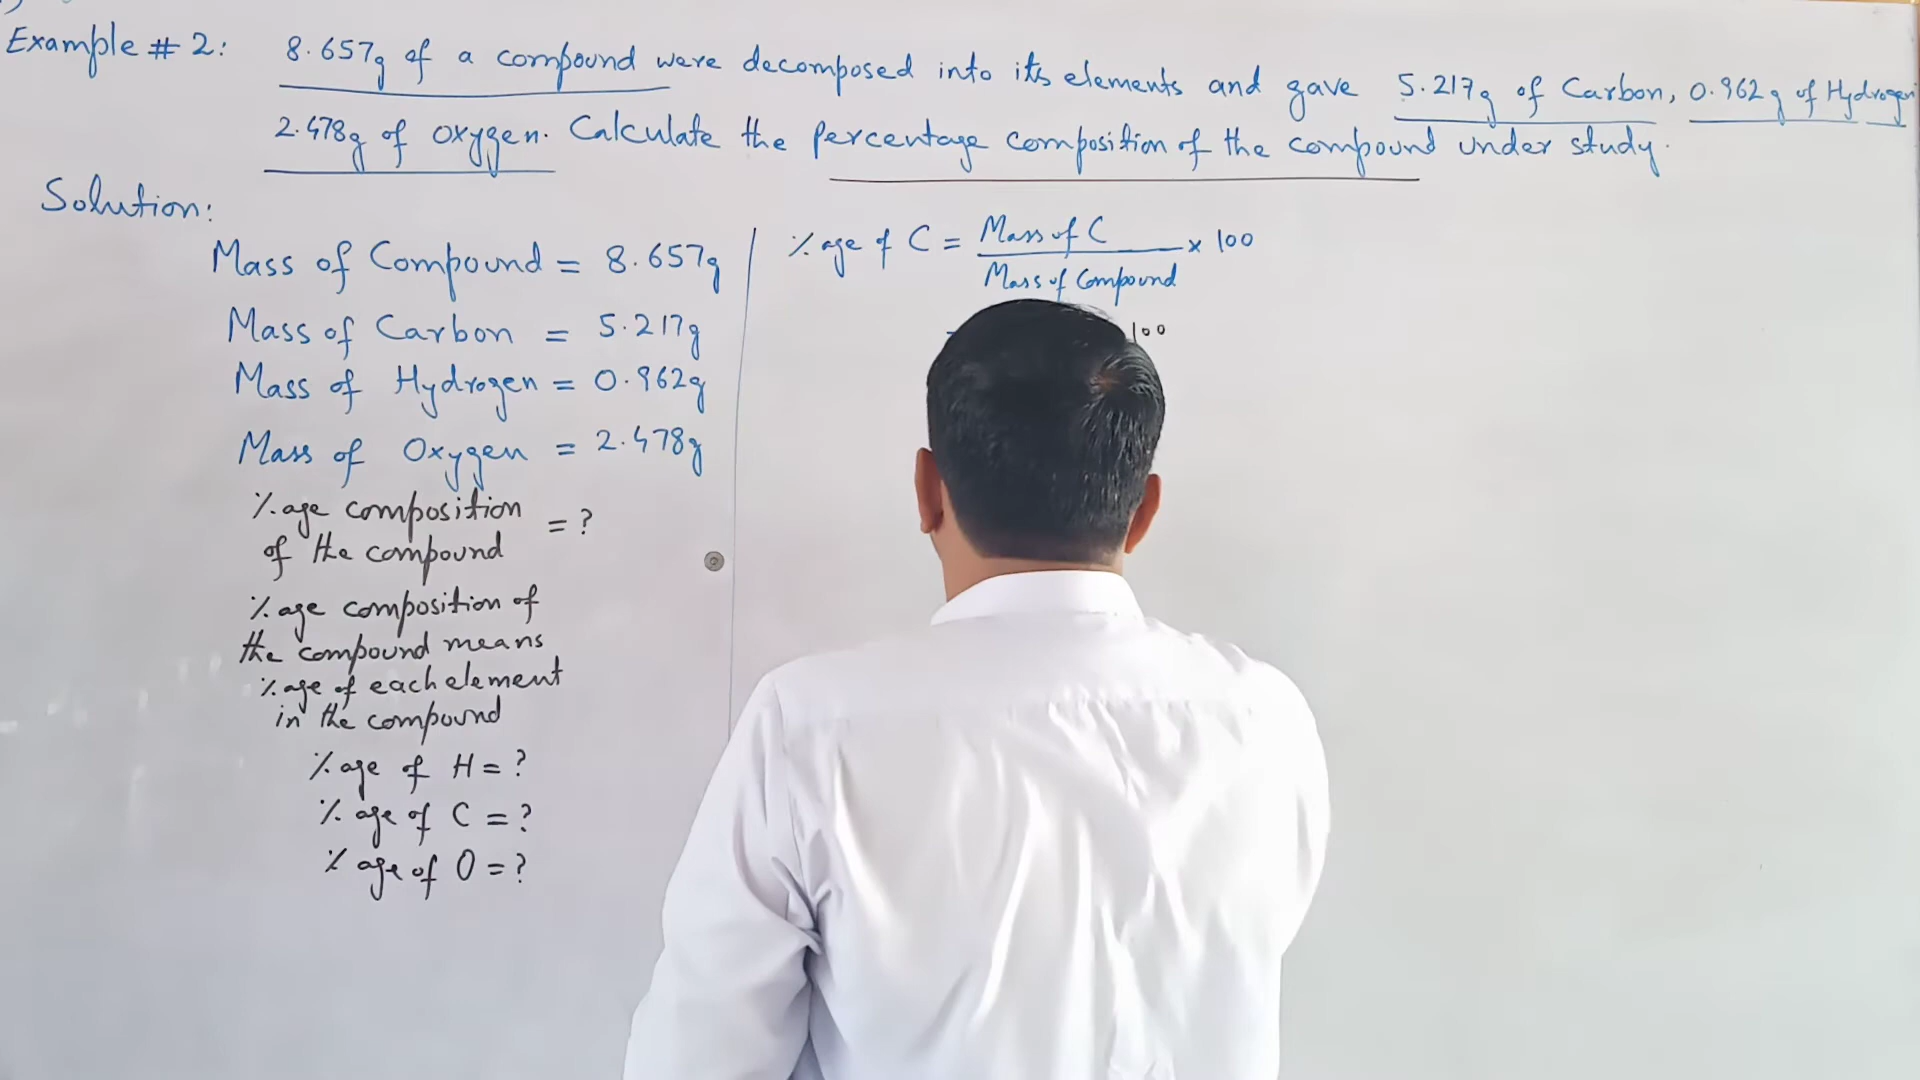 Example # 2: 8.657g of a compound were decomposed into its elements and gave 5.217g of Carbon, 0.962g of Hydrogen
2.478g of oxygen. Calculate the percentage composition of the compound under study.
Solution:
Mass of Compound = 8.657g
Mass of Carbon = 5.217g
Mass of Hydrogen = 0.962g
Mass of Oxygen = 2.478g
%age composition
of the compound = ?
%age composition of
the compound means
%age of each element
in the compound
%age of H = ?
%age of C = ?
%age of O = ?
%age of C = Mass of C × 100
Mass of Compound
100